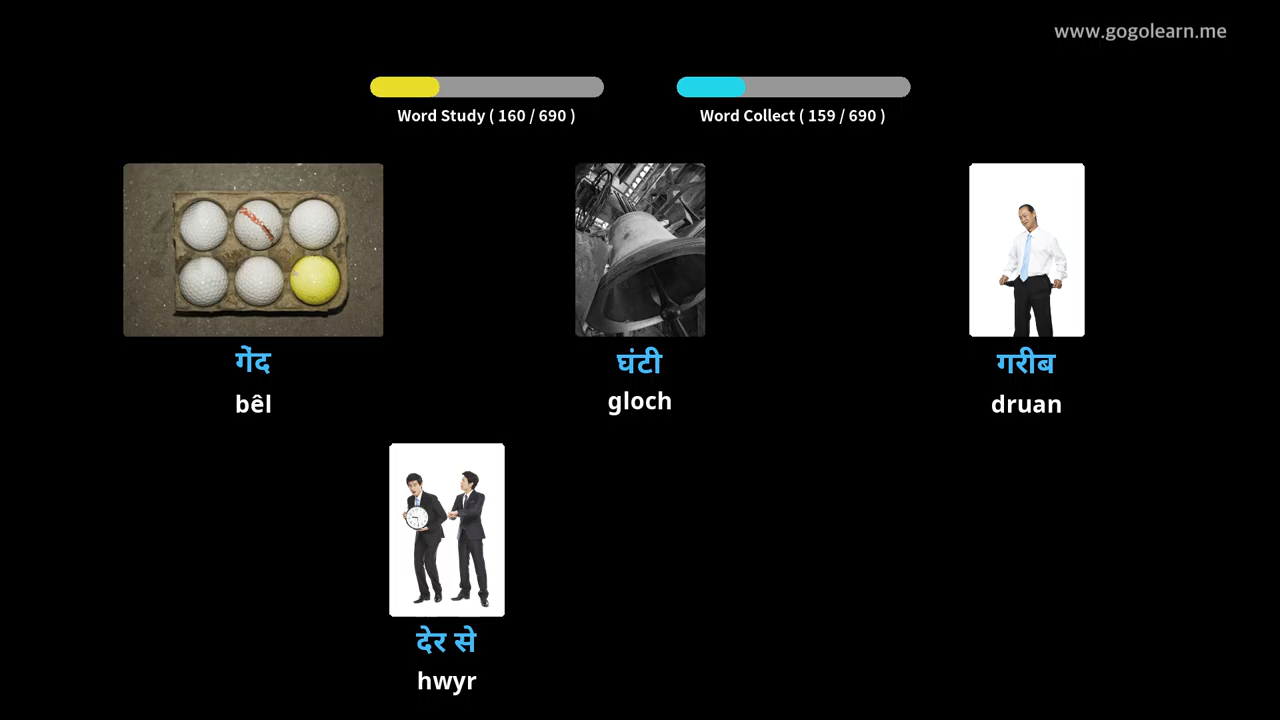 www.gogolearn.me
Word Study ( 160 / 690 )
Word Collect ( 159 / 690 )
गेंद
bêl
घंटी
gloch
गरीब
druan
देर से
hwyr